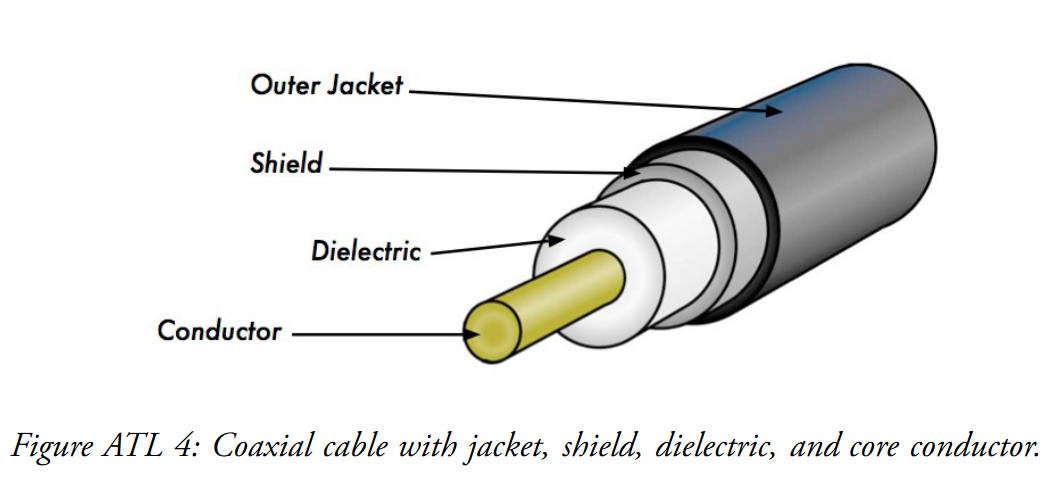 Outer Jacket
Shield
Dielectric
Conductor
Figure ATL 4: Coaxial cable with jacket, shield, dielectric, and core conductor.